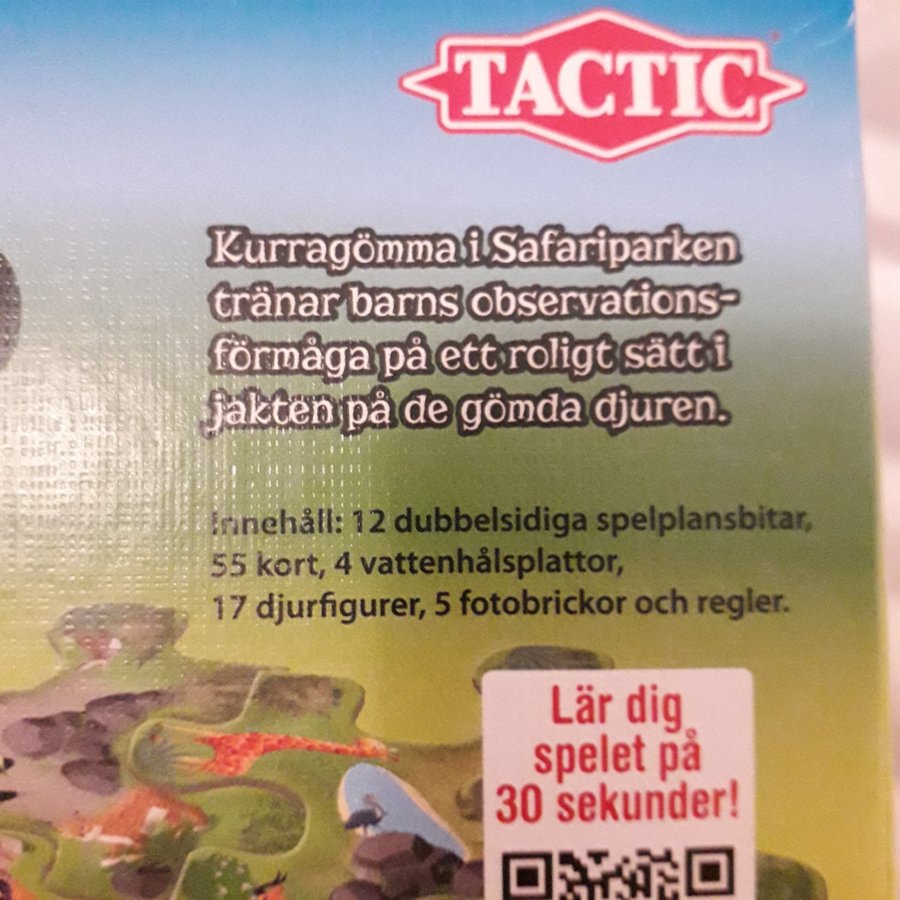 TACTIC
Kurragömma i Safariparken
tränar barns observations-
förmåga på ett roligt sätt i
jakten på de gömda djuren.
Innehåll: 12 dubbelsidiga spelplansbitar,
55 kort, 4 vattenhålsplattor,
17 djurfigurer, 5 fotobrickor och regler.
Lär dig
spelet på
30 sekunder!